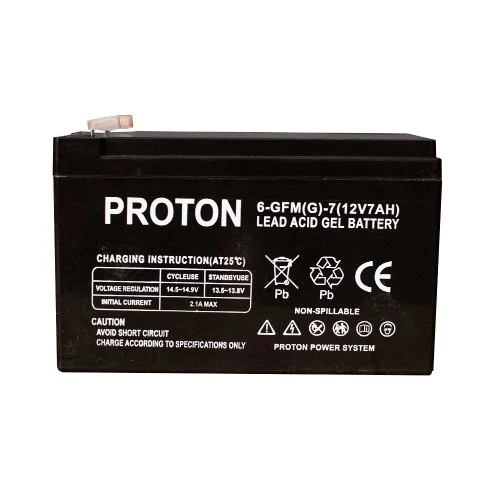 PROTON
6-GFM(G)-7(12V7AH)
LEAD ACID GEL BATTERY
CHARGING INSTRUCTION(AT25℃)
CYCLEUSE STANDBYUSE
VOLTAGE REGULATION 14.5~14.9V 13.5~13.8V
INITIAL CURRENT 2.1A MAX
CAUTION
AVOID SHORT CIRCUIT
CHARGE ACCORDING TO SPECIFICATIONS ONLY
Pb Pb CE
NON-SPILLABLE
PROTON POWER SYSTEM